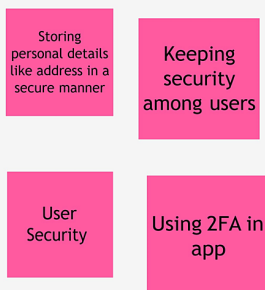 Storing
personal details
like address in a
secure manner
Keeping
security
among users
User
Security
Using 2FA in
app